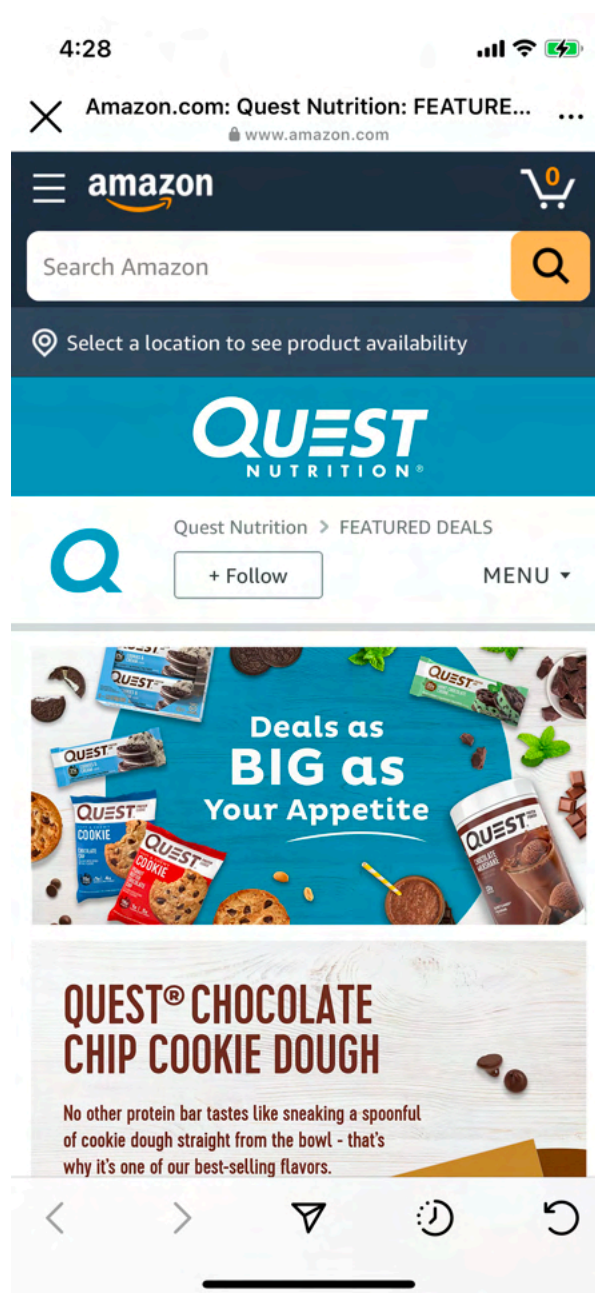 4:28
Amazon.com: Quest Nutrition: FEATURE...
www.amazon.com
amazon
0
Search Amazon
Select a location to see product availability
QUEST
NUTRITION®
Quest Nutrition > FEATURED DEALS
+ Follow
MENU
QUEST
QUEST
QUEST
QUEST
Deals as
BIG as
Your Appetite
QUEST
COOKIE
QUEST
COOKIE
QUEST
CHOCOLATE
MILKSHAKE
QUEST® CHOCOLATE
CHIP COOKIE DOUGH
No other protein bar tastes like sneaking a spoonful
of cookie dough straight from the bowl - that's
why it's one of our best-selling flavors.